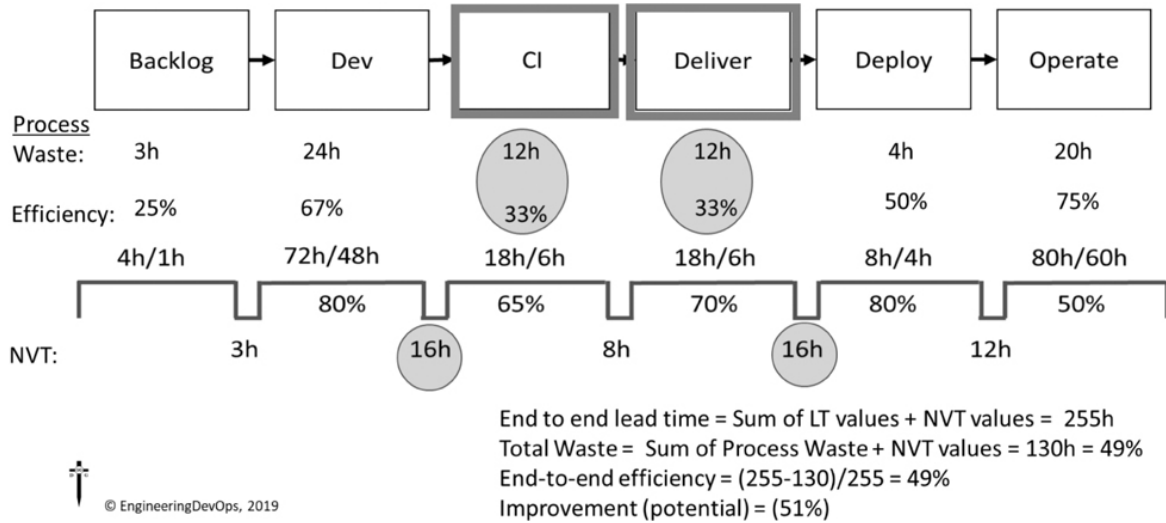 Backlog Dev CI Deliver Deploy Operate
Process
Waste: 3h 24h 12h 12h 4h 20h
Efficiency: 25% 67% 33% 33% 50% 75%
4h/1h 72h/48h 18h/6h 18h/6h 8h/4h 80h/60h
80% 65% 70% 80% 50%
NVT: 3h 16h 8h 16h 12h
End to end lead time = Sum of LT values + NVT values = 255h
Total Waste = Sum of Process Waste + NVT values = 130h = 49%
End-to-end efficiency = (255-130)/255 = 49%
Improvement (potential) = (51%)
© EngineeringDevOps, 2019